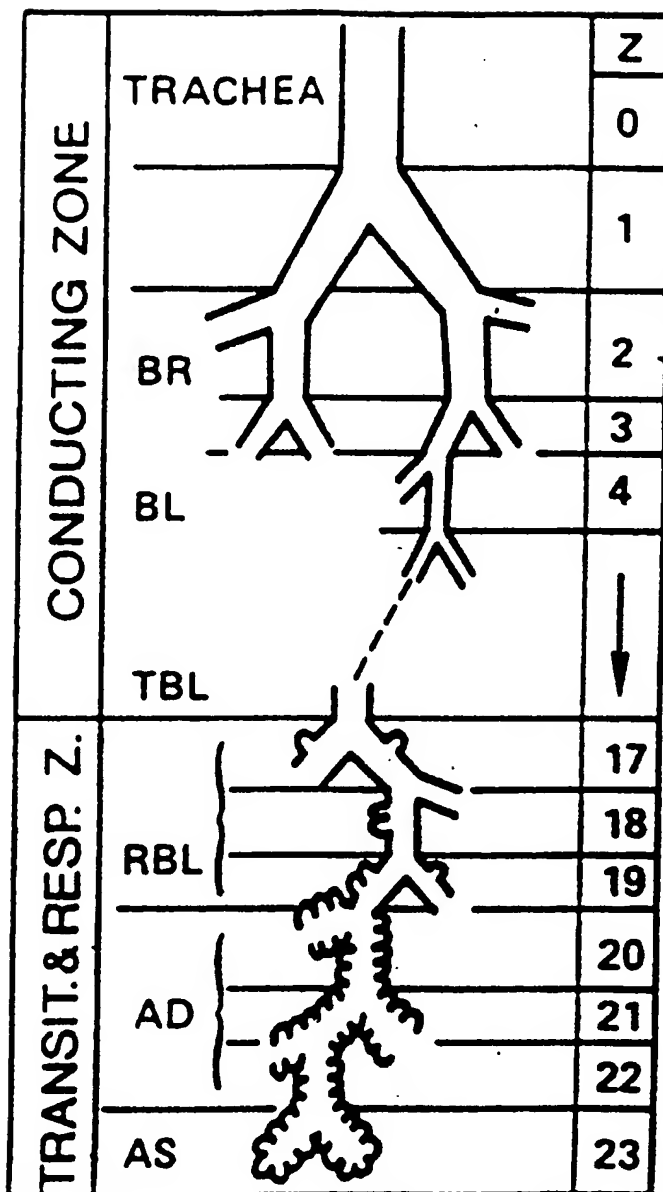 CONDUCTING ZONE
TRANSIT. & RESP. Z.
Z
TRACHEA
0
1
BR
2
3
BL
4
TBL
17
18
RBL
19
20
AD
21
22
AS
23